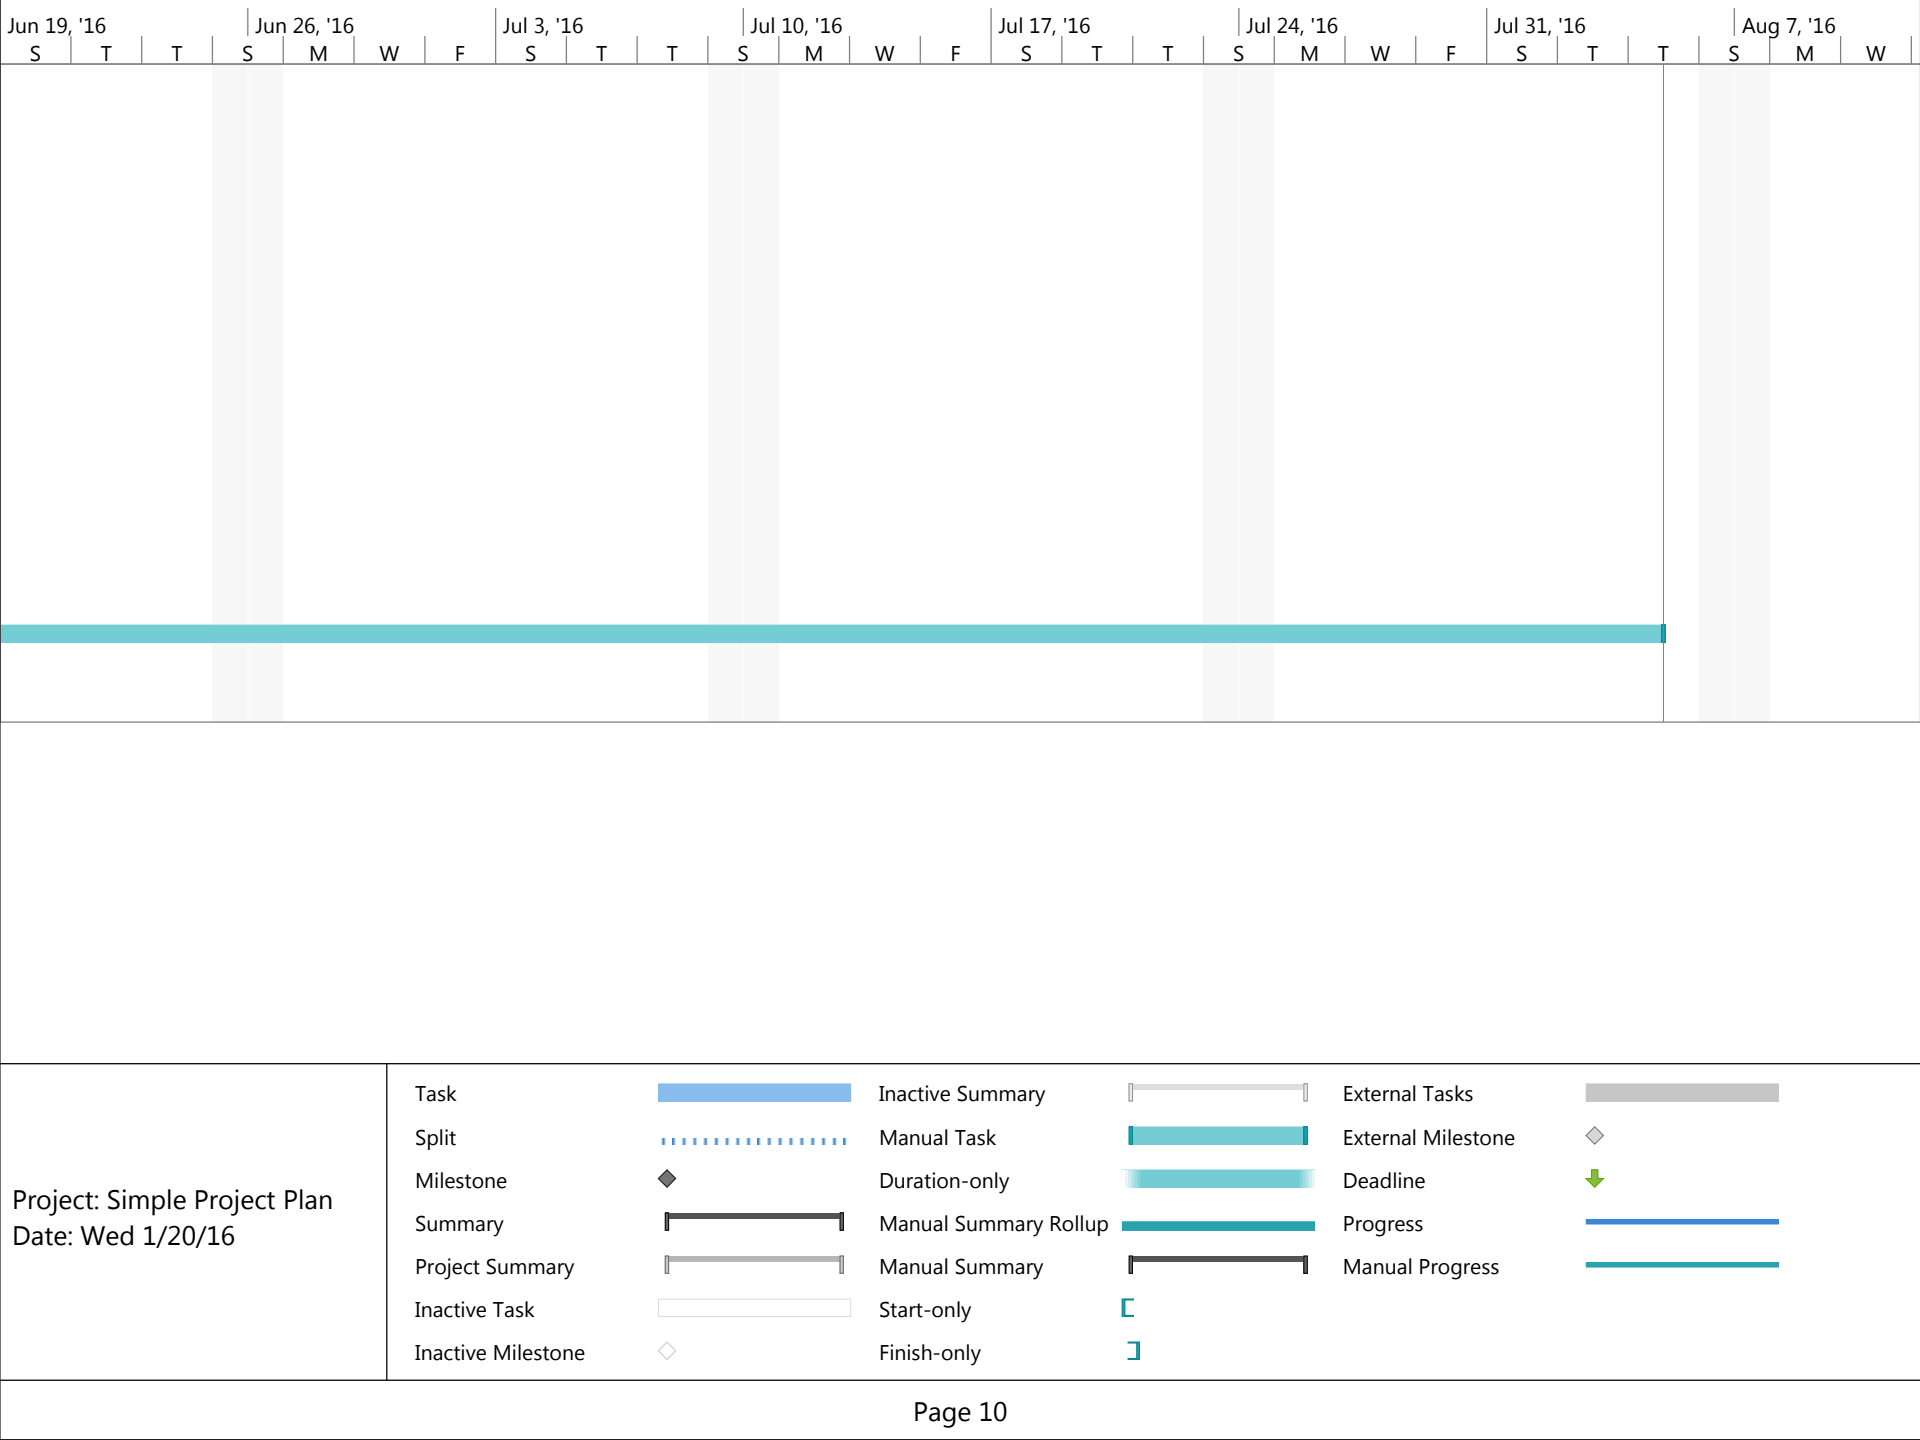 Jun 19, '16 Jun 26, '16 Jul 3, '16 Jul 10, '16 Jul 17, '16 Jul 24, '16 Jul 31, '16 Aug 7, '16
S T T S M W F S T T S M W F S T T S M W F S T T S M W
Task
Split
Milestone
Summary
Project Summary
Inactive Task
Inactive Milestone
Inactive Summary
Manual Task
Duration-only
Manual Summary Rollup
Manual Summary
Start-only
Finish-only
External Tasks
External Milestone
Deadline
Progress
Manual Progress
Project: Simple Project Plan
Date: Wed 1/20/16
Page 10